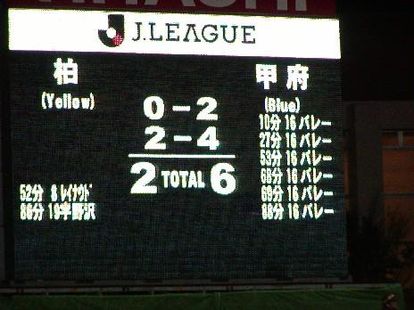 J.LEAGUE
柏 甲府
(Yellow) (Blue)
0-2
2-4
2 TOTAL 6
10分 16 バレー
27分 16 バレー
53分 16 バレー
68分 16 バレー
69分 16 バレー
88分 16 バレー
52分 8 レイナウド
86分 19 宇野沢